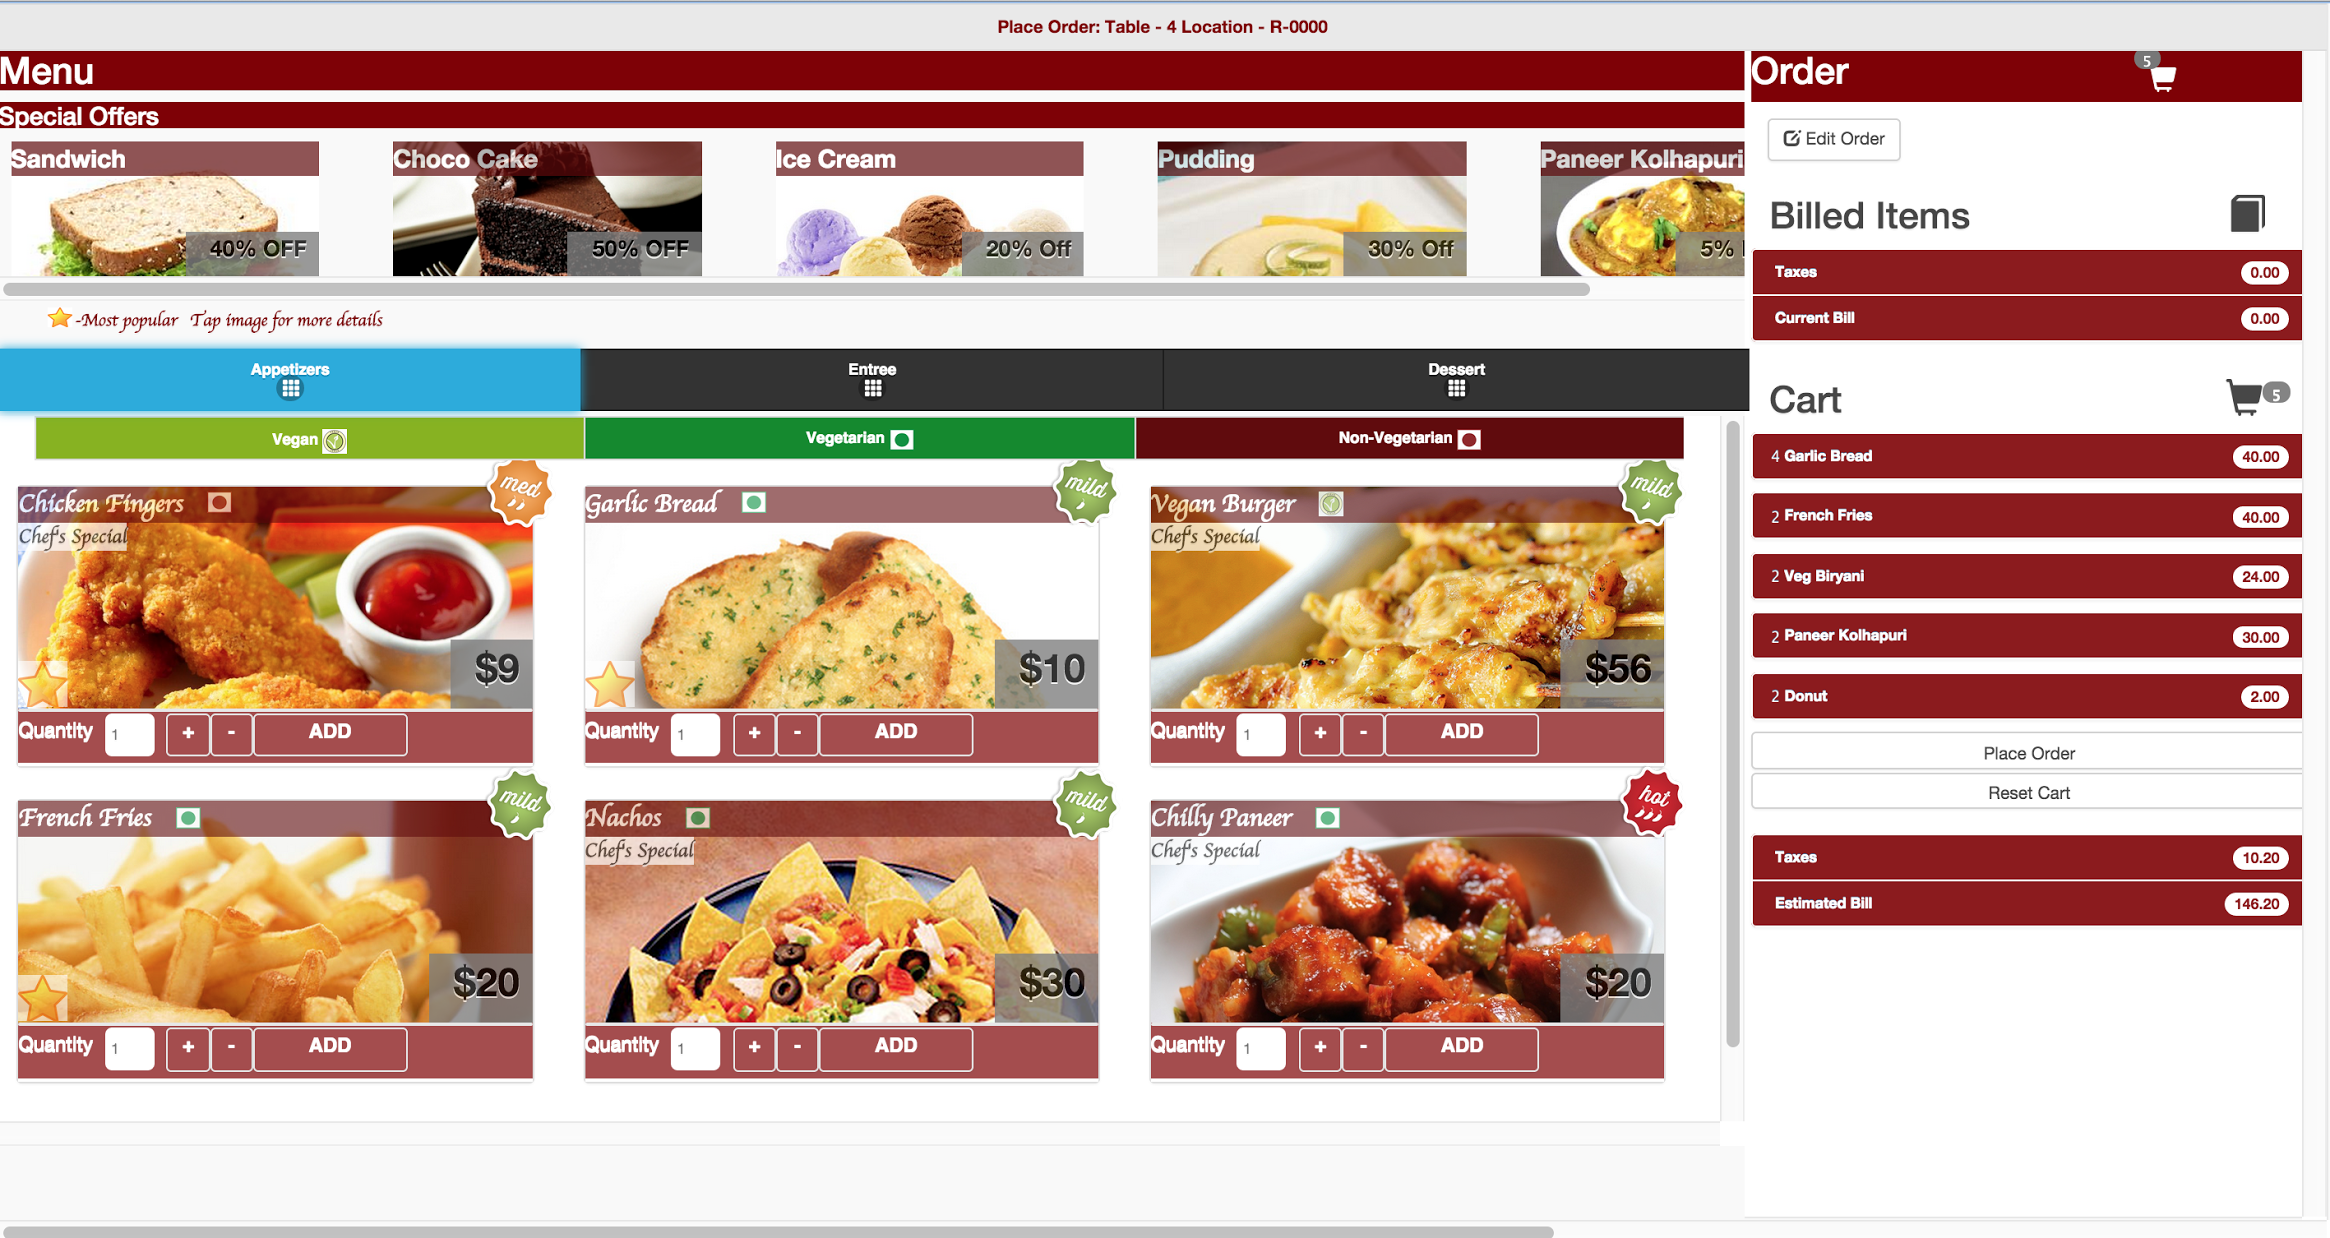 Place Order: Table - 4 Location - R-0000
Menu
Special Offers
Sandwich
40% OFF
Choco Cake
50% OFF
Ice Cream
20% Off
Pudding
30% Off
Paneer Kolhapuri
5%
-Most popular Tap image for more details
Appetizers
Entree
Dessert
Vegan
Vegetarian
Non-Vegetarian
Chicken Fingers
med
Chef's Special
$9
Quantity 1 + - ADD
Garlic Bread
mild
$10
Quantity 1 + - ADD
Vegan Burger
mild
Chef's Special
$56
Quantity 1 + - ADD
French Fries
mild
$20
Quantity 1 + - ADD
Nachos
mild
Chef's Special
$30
Quantity 1 + - ADD
Chilly Paneer
hot
Chef's Special
$20
Quantity 1 + - ADD
Order
5
Edit Order
Billed Items
Taxes 0.00
Current Bill 0.00
Cart 5
4 Garlic Bread 40.00
2 French Fries 40.00
2 Veg Biryani 24.00
2 Paneer Kolhapuri 30.00
2 Donut 2.00
Place Order
Reset Cart
Taxes 10.20
Estimated Bill 146.20